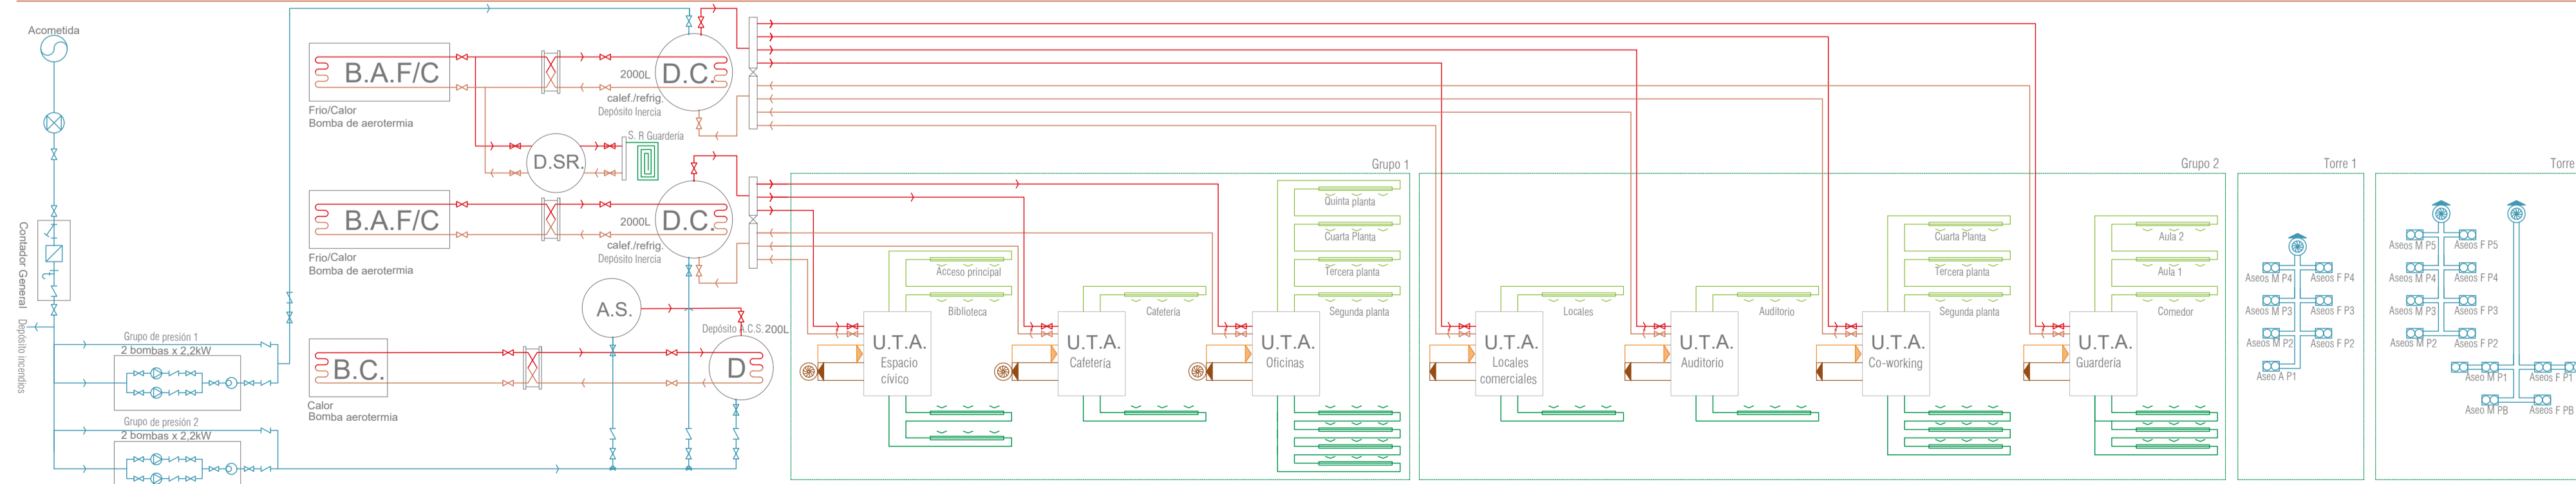 Acometida
Contador General
Depósito incendios
Grupo de presión 1
2 bombas x 2,2kW
Grupo de presión 2
2 bombas x 2,2kW
B.A.F/C
Frio/Calor
Bomba de aerotermia
2000L
D.C.
calef./refrig.
Depósito Inercia
D.SR.
S. R Guardería
B.A.F/C
Frio/Calor
Bomba de aerotermia
2000L
D.C.
calef./refrig.
Depósito Inercia
A.S.
Depósito A.C.S. 200L
D
B.C.
Calor
Bomba aerotermia
Grupo 1
Acceso principal
Biblioteca
U.T.A.
Espacio
cívico
Cafetería
U.T.A.
Cafetería
Quinta planta
Cuarta Planta
Tercera planta
Segunda planta
U.T.A.
Oficinas
Grupo 2
Locales
U.T.A.
Locales
comerciales
Auditorio
U.T.A.
Auditorio
Cuarta Planta
Tercera planta
Segunda planta
U.T.A.
Co-working
Aula 2
Aula 1
Comedor
U.T.A.
Guardería
Torre 1
Aseos M P4
Aseos F P4
Aseos M P3
Aseos F P3
Aseos M P2
Aseos F P2
Aseo A P1
Torre
Aseos M P5
Aseos F P5
Aseos M P4
Aseos F P4
Aseos M P3
Aseos F P3
Aseos M P2
Aseos F P2
Aseo M P1
Aseos F P1
Aseo M PB
Aseos F PB